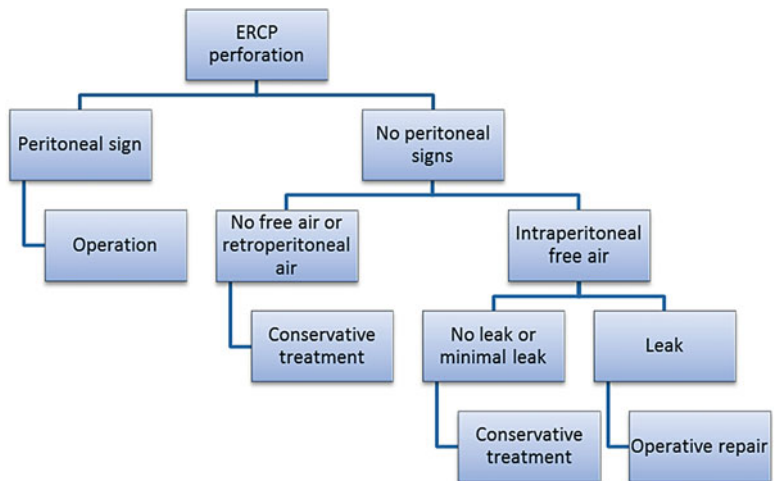 ERCP
perforation
Peritoneal sign
No peritoneal
signs
Operation
No free air or
retroperitoneal
air
Intraperitoneal
free air
Conservative
treatment
No leak or
minimal leak
Leak
Conservative
treatment
Operative repair